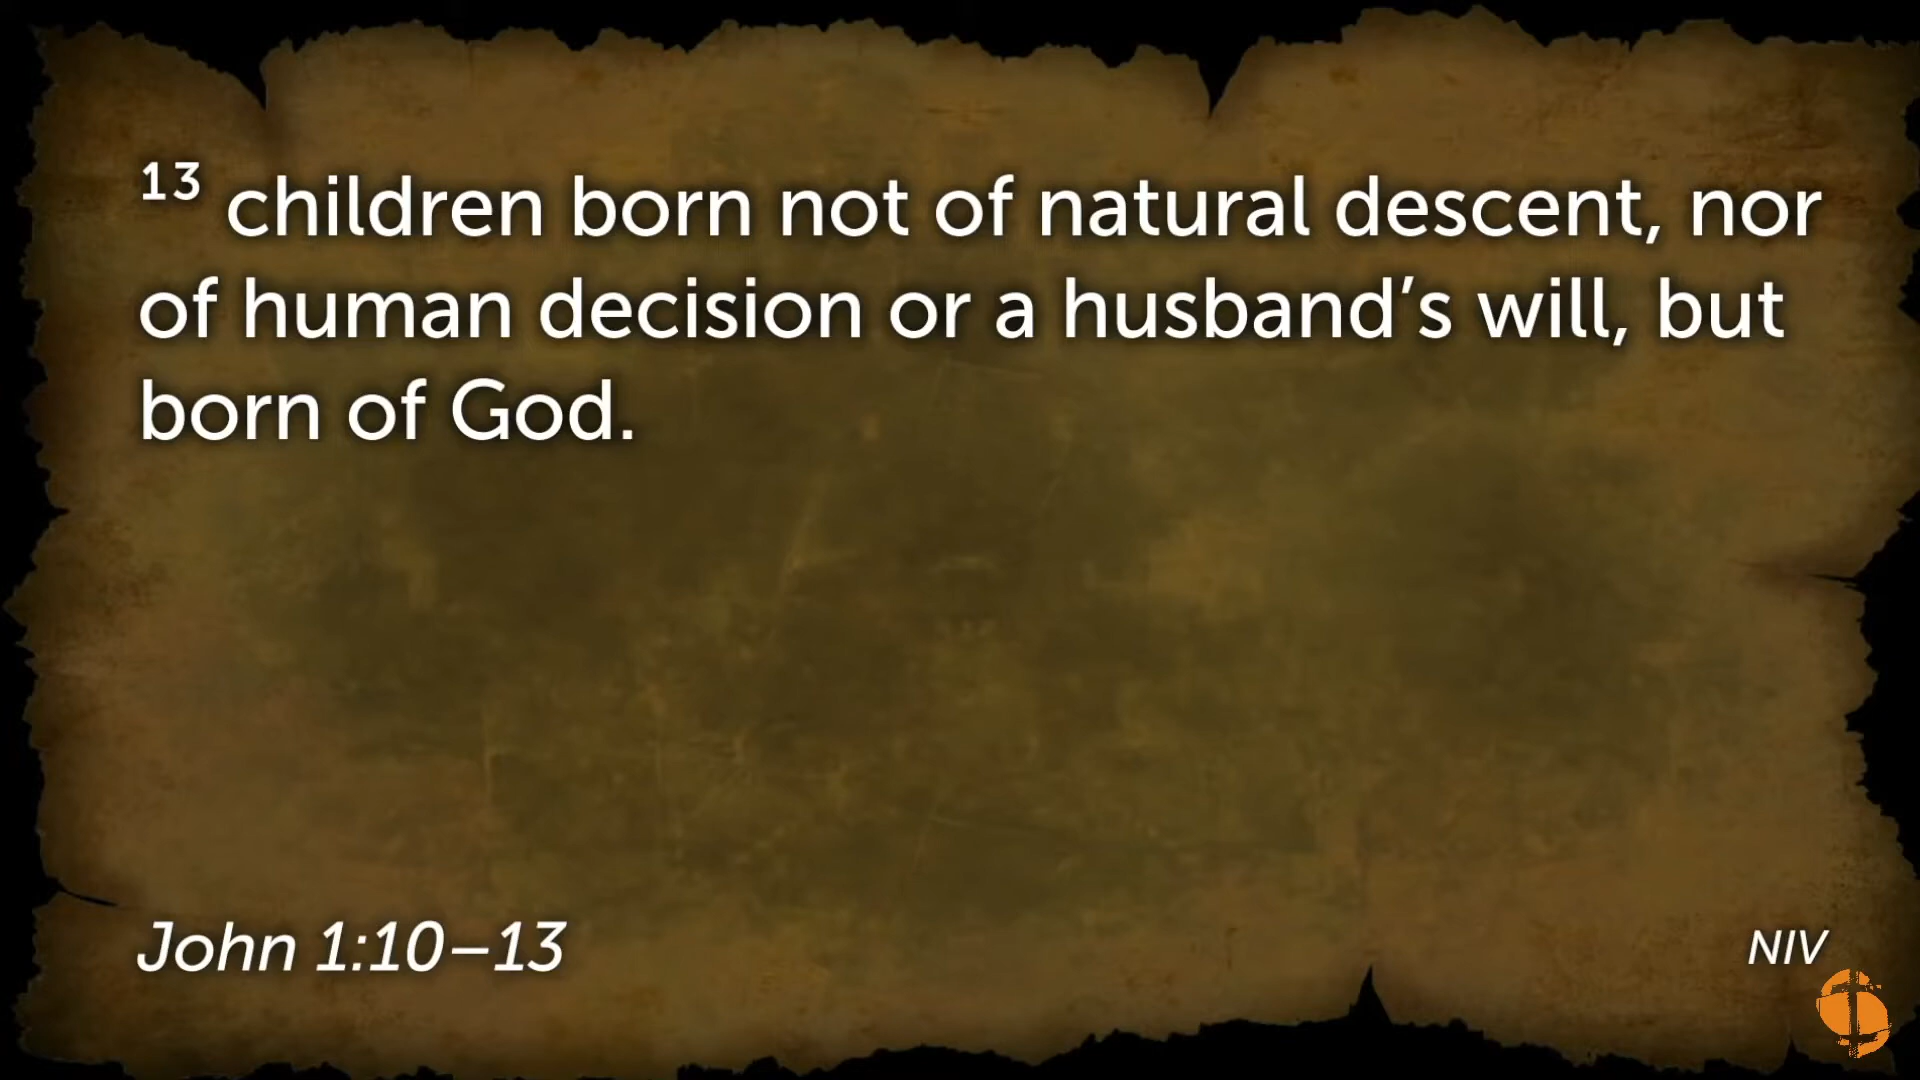 ¹³ children born not of natural descent, nor
of human decision or a husband’s will, but
born of God.
John 1:10–13
NIV